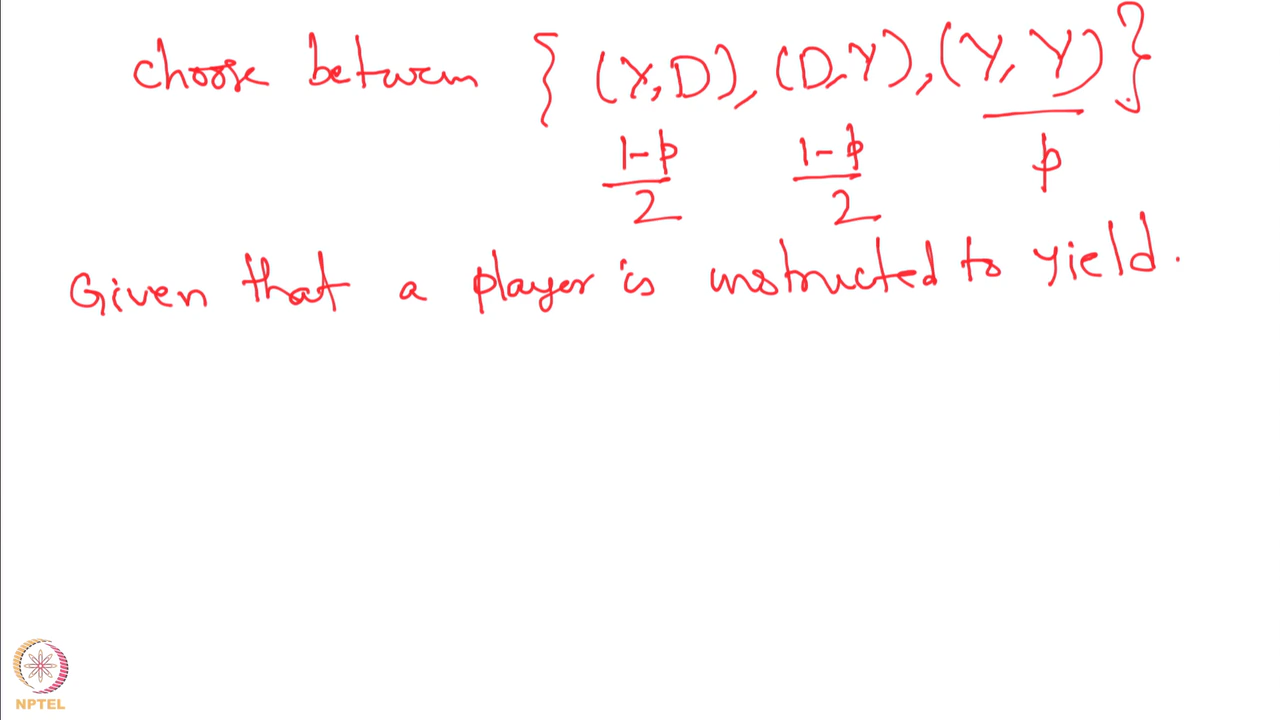 choose between { (Y,D), (D,Y), (Y, Y) }
1-p/2 1-p/2 p
Given that a player is instructed to yield.
NPTEL